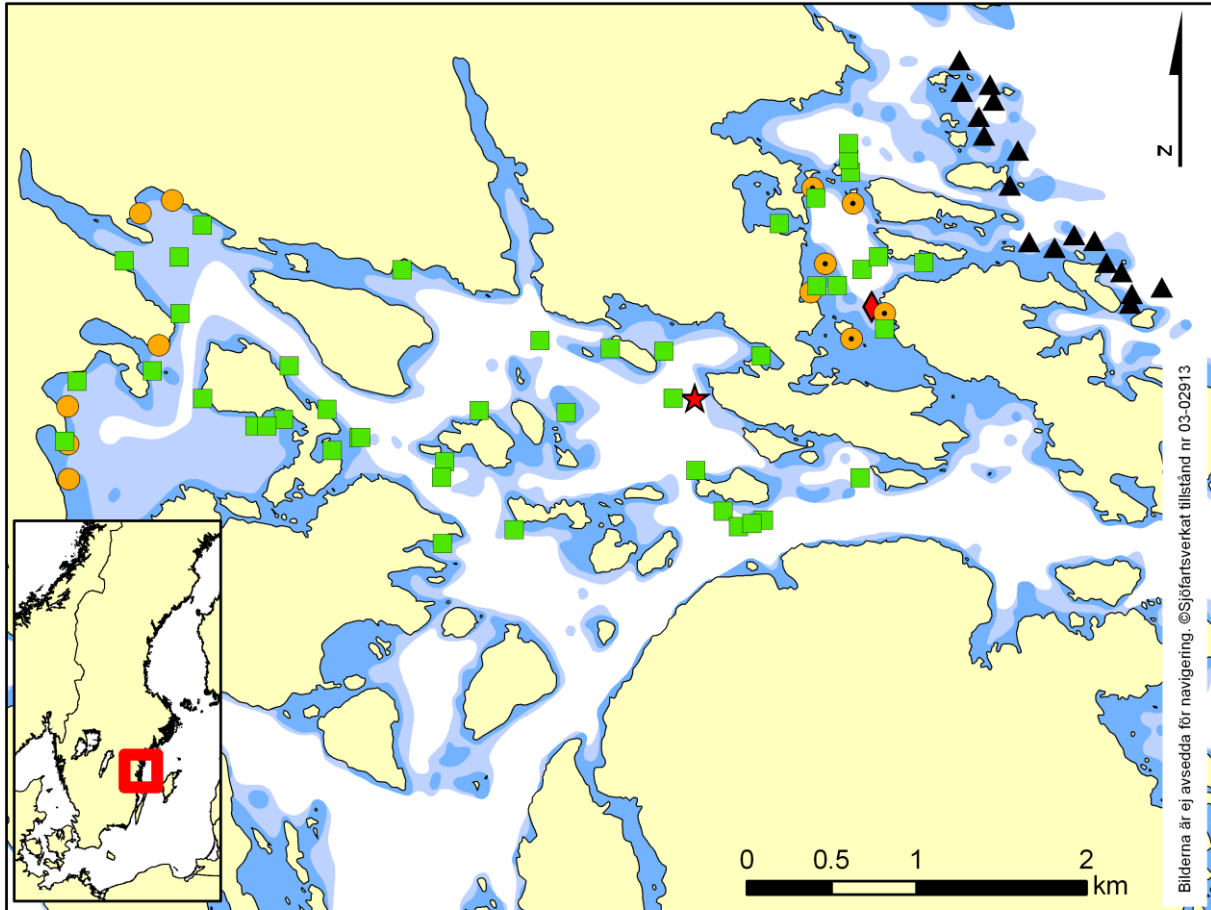 N
Bilderna är ej avsedda för navigering. ©Sjöfartsverkat tillstånd nr 03-02913
0 0.5 1 2
km